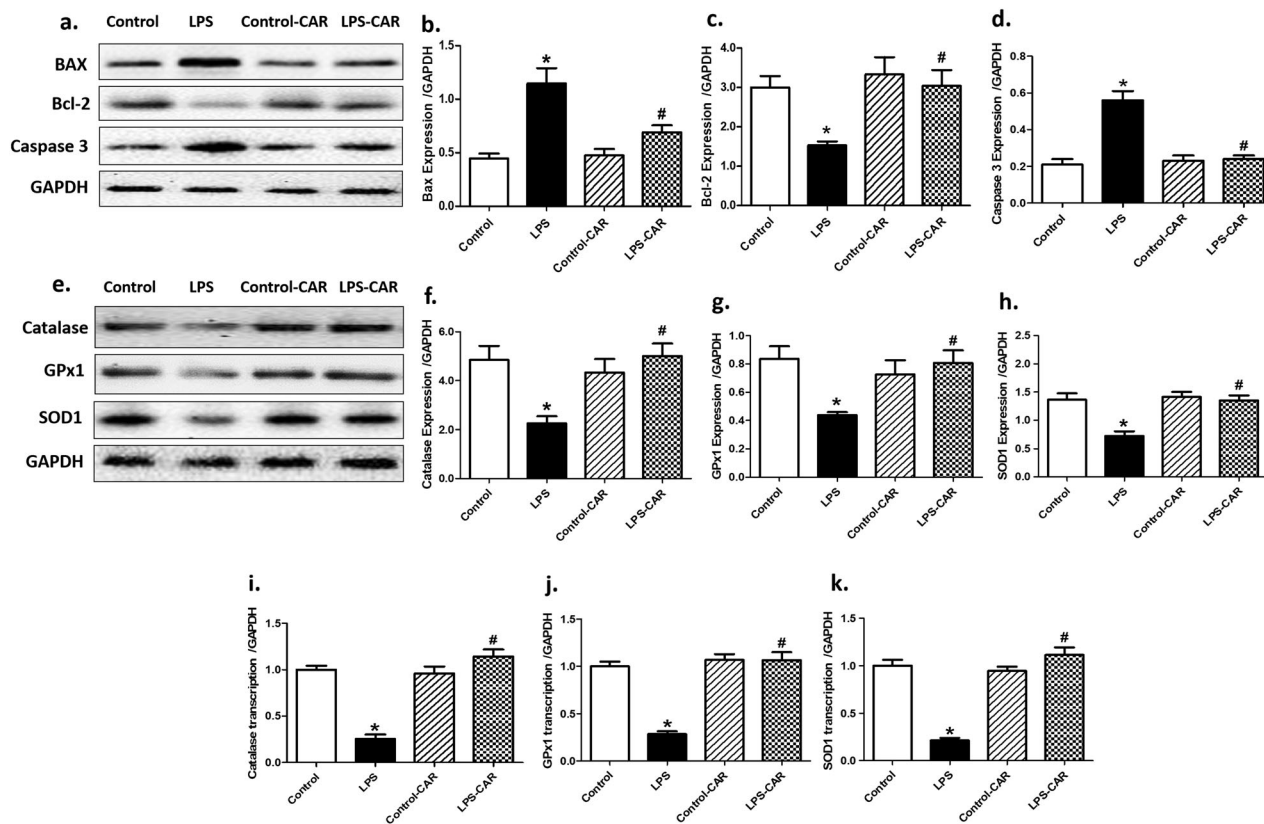 a.
Control LPS Control-CAR LPS-CAR
BAX
Bcl-2
Caspase 3
GAPDH
b.
Bax Expression /GAPDH
1.5
1.0
0.5
0.0
*
#
Control
LPS
Control-CAR
LPS-CAR
c.
Bcl-2 Expression /GAPDH
4.0
3.0
2.0
1.0
0.0
*
#
Control
LPS
Control-CAR
LPS-CAR
d.
Caspase 3 Expression /GAPDH
0.8
0.6
0.4
0.2
0.0
*
#
Control
LPS
Control-CAR
LPS-CAR
e.
Control LPS Control-CAR LPS-CAR
Catalase
GPx1
SOD1
GAPDH
f.
Catalase Expression /GAPDH
6.0
4.0
2.0
0.0
*
#
Control
LPS
Control-CAR
LPS-CAR
g.
GPx1 Expression /GAPDH
1.0
0.8
0.6
0.4
0.2
0.0
*
#
Control
LPS
Control-CAR
LPS-CAR
h.
SOD1 Expression /GAPDH
2.5
2.0
1.5
1.0
0.5
0.0
*
#
Control
LPS
Control-CAR
LPS-CAR
i.
Catalase transcription /GAPDH
1.5
1.0
0.5
0.0
*
#
Control
LPS
Control-CAR
LPS-CAR
j.
GPx1 transcription /GAPDH
1.5
1.0
0.5
0.0
*
#
Control
LPS
Control-CAR
LPS-CAR
k.
SOD1 transcription /GAPDH
1.5
1.0
0.5
0.0
*
#
Control
LPS
Control-CAR
LPS-CAR